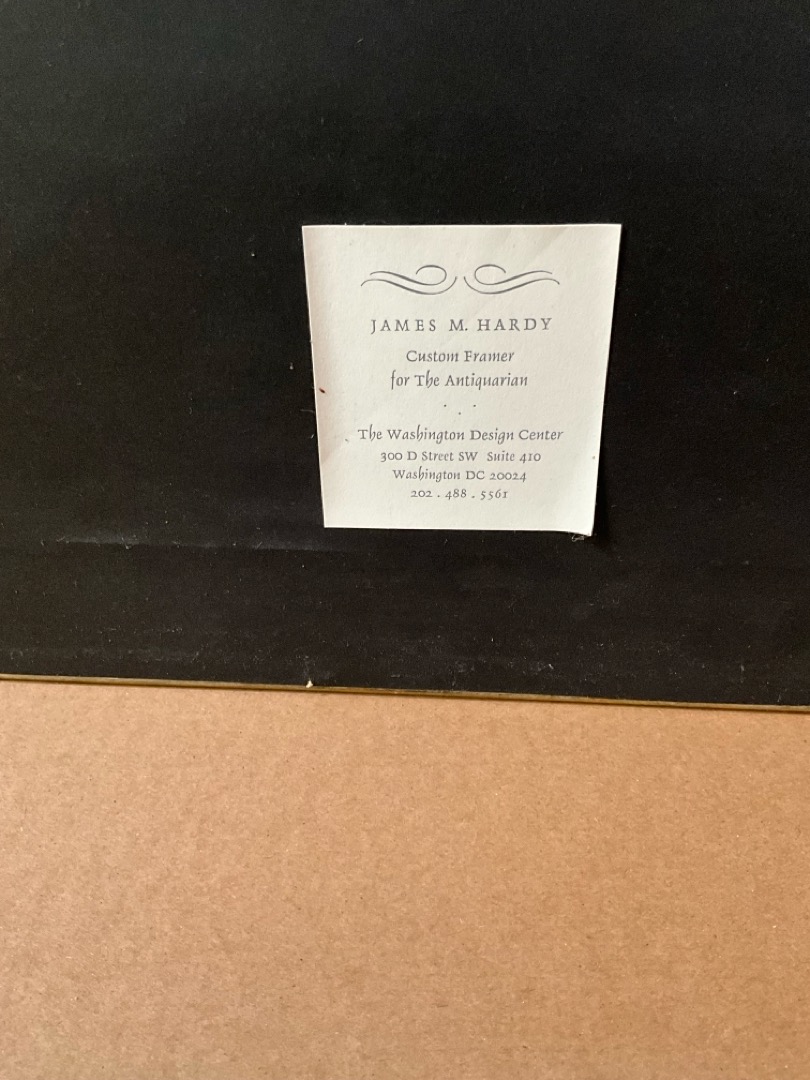 JAMES M. HARDY
Custom Framer
for The Antiquarian
The Washington Design Center
300 D Street SW Suite 410
Washington DC 20024
202 . 488 . 5561